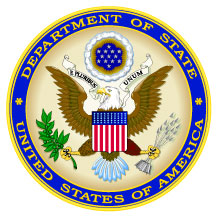 DEPARTMENT OF STATE
E PLURIBUS UNUM
UNITED STATES OF AMERICA